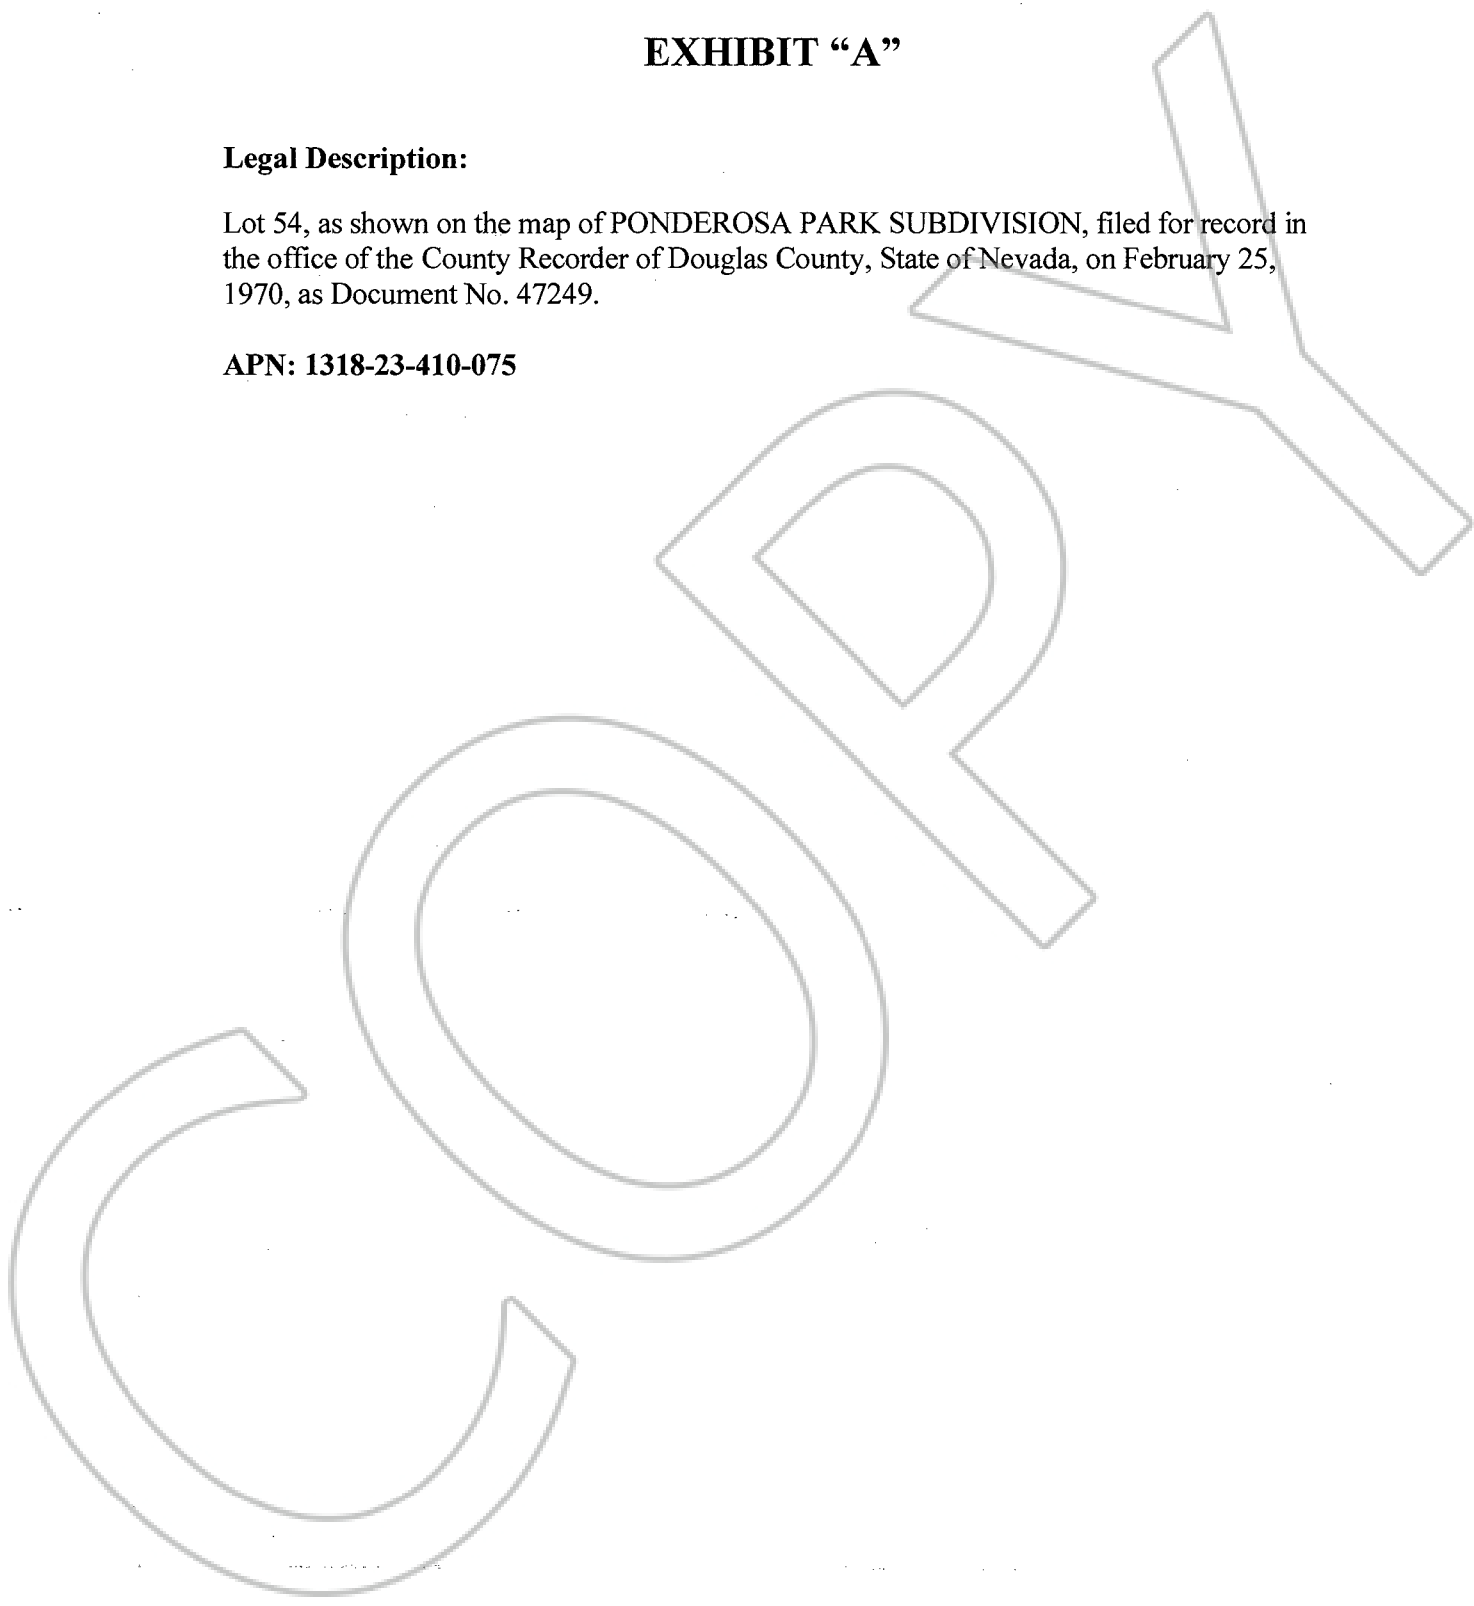 EXHIBIT “A”
Legal Description:
Lot 54, as shown on the map of PONDEROSA PARK SUBDIVISION, filed for record in
the office of the County Recorder of Douglas County, State of Nevada, on February 25,
1970, as Document No. 47249.
APN: 1318-23-410-075
COPY